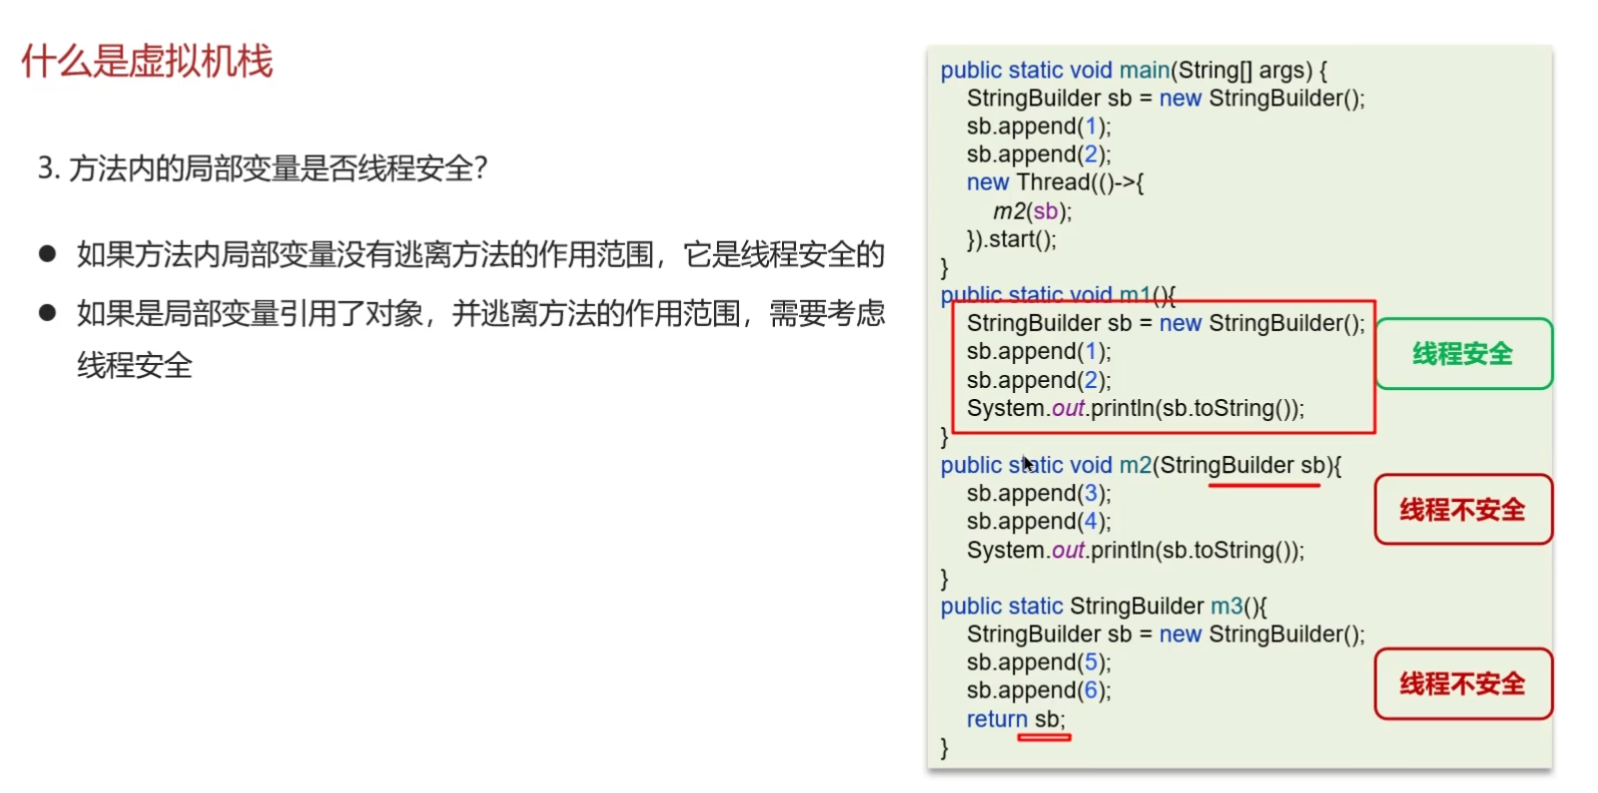 什么是虚拟机栈
3. 方法内的局部变量是否线程安全?
● 如果方法内局部变量没有逃离方法的作用范围，它是线程安全的
● 如果是局部变量引用了对象，并逃离方法的作用范围，需要考虑
线程安全
public static void main(String[] args) {
StringBuilder sb = new StringBuilder();
sb.append(1);
sb.append(2);
new Thread(()->{
m2(sb);
}).start();
}
public static void m1(){
StringBuilder sb = new StringBuilder();
sb.append(1);
sb.append(2);
System.out.println(sb.toString());
}
线程安全
public static void m2(StringBuilder sb){
sb.append(3);
sb.append(4);
System.out.println(sb.toString());
}
线程不安全
public static StringBuilder m3(){
StringBuilder sb = new StringBuilder();
sb.append(5);
sb.append(6);
return sb;
}
线程不安全